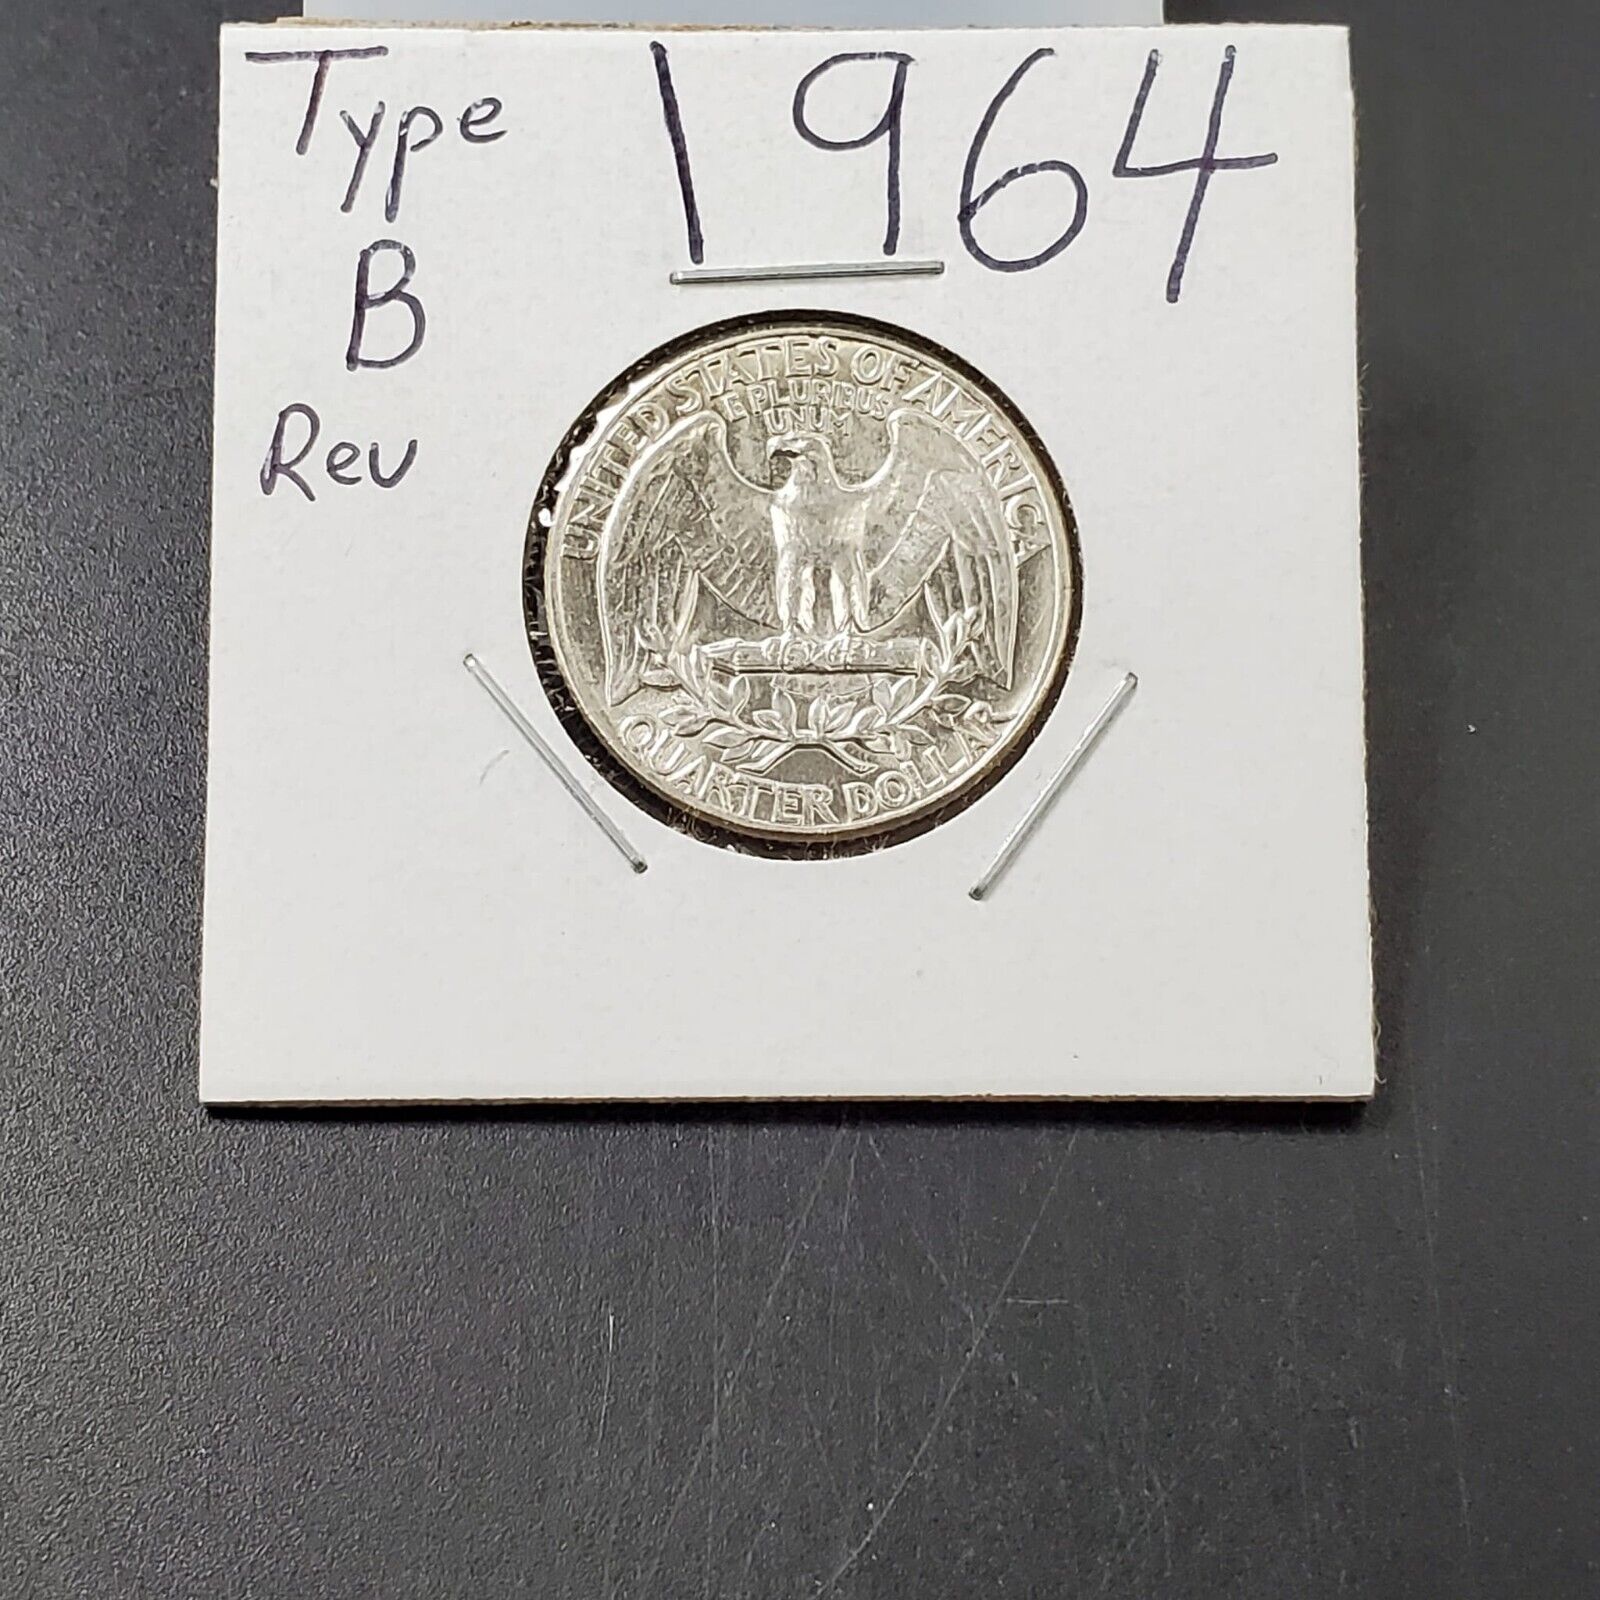 Type 1964
B
Rev
UNITED STATES OF AMERICA
E PLURIBUS
UNUM
QUARTER DOLLAR